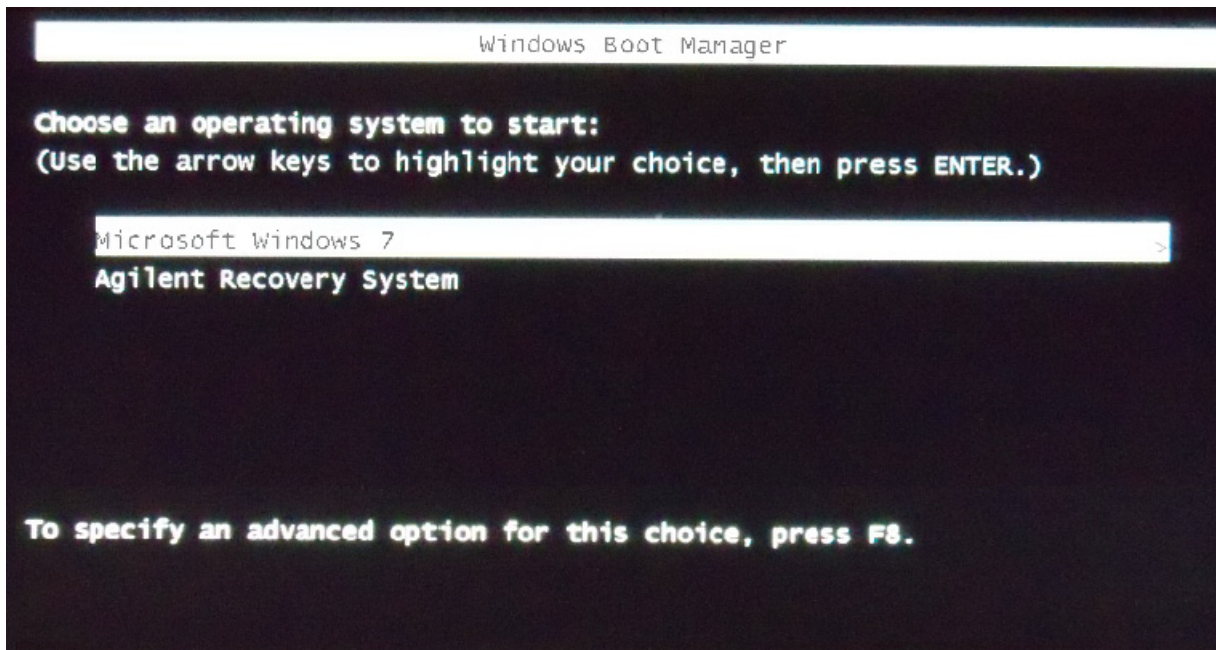 Windows Boot Manager
Choose an operating system to start:
(Use the arrow keys to highlight your choice, then press ENTER.)
Microsoft Windows 7 >
Agilent Recovery System
To specify an advanced option for this choice, press F8.